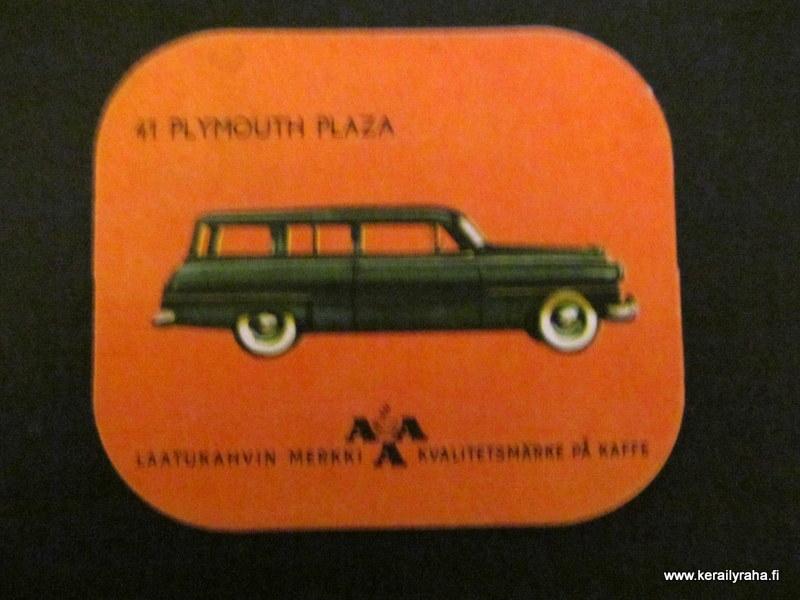 41 PLYMOUTH PLAZA
A A
A
LAATUKAHVIN MERKKI KVALITETSMÄRKE PÅ KAFFE
www.kerailyraha.fi